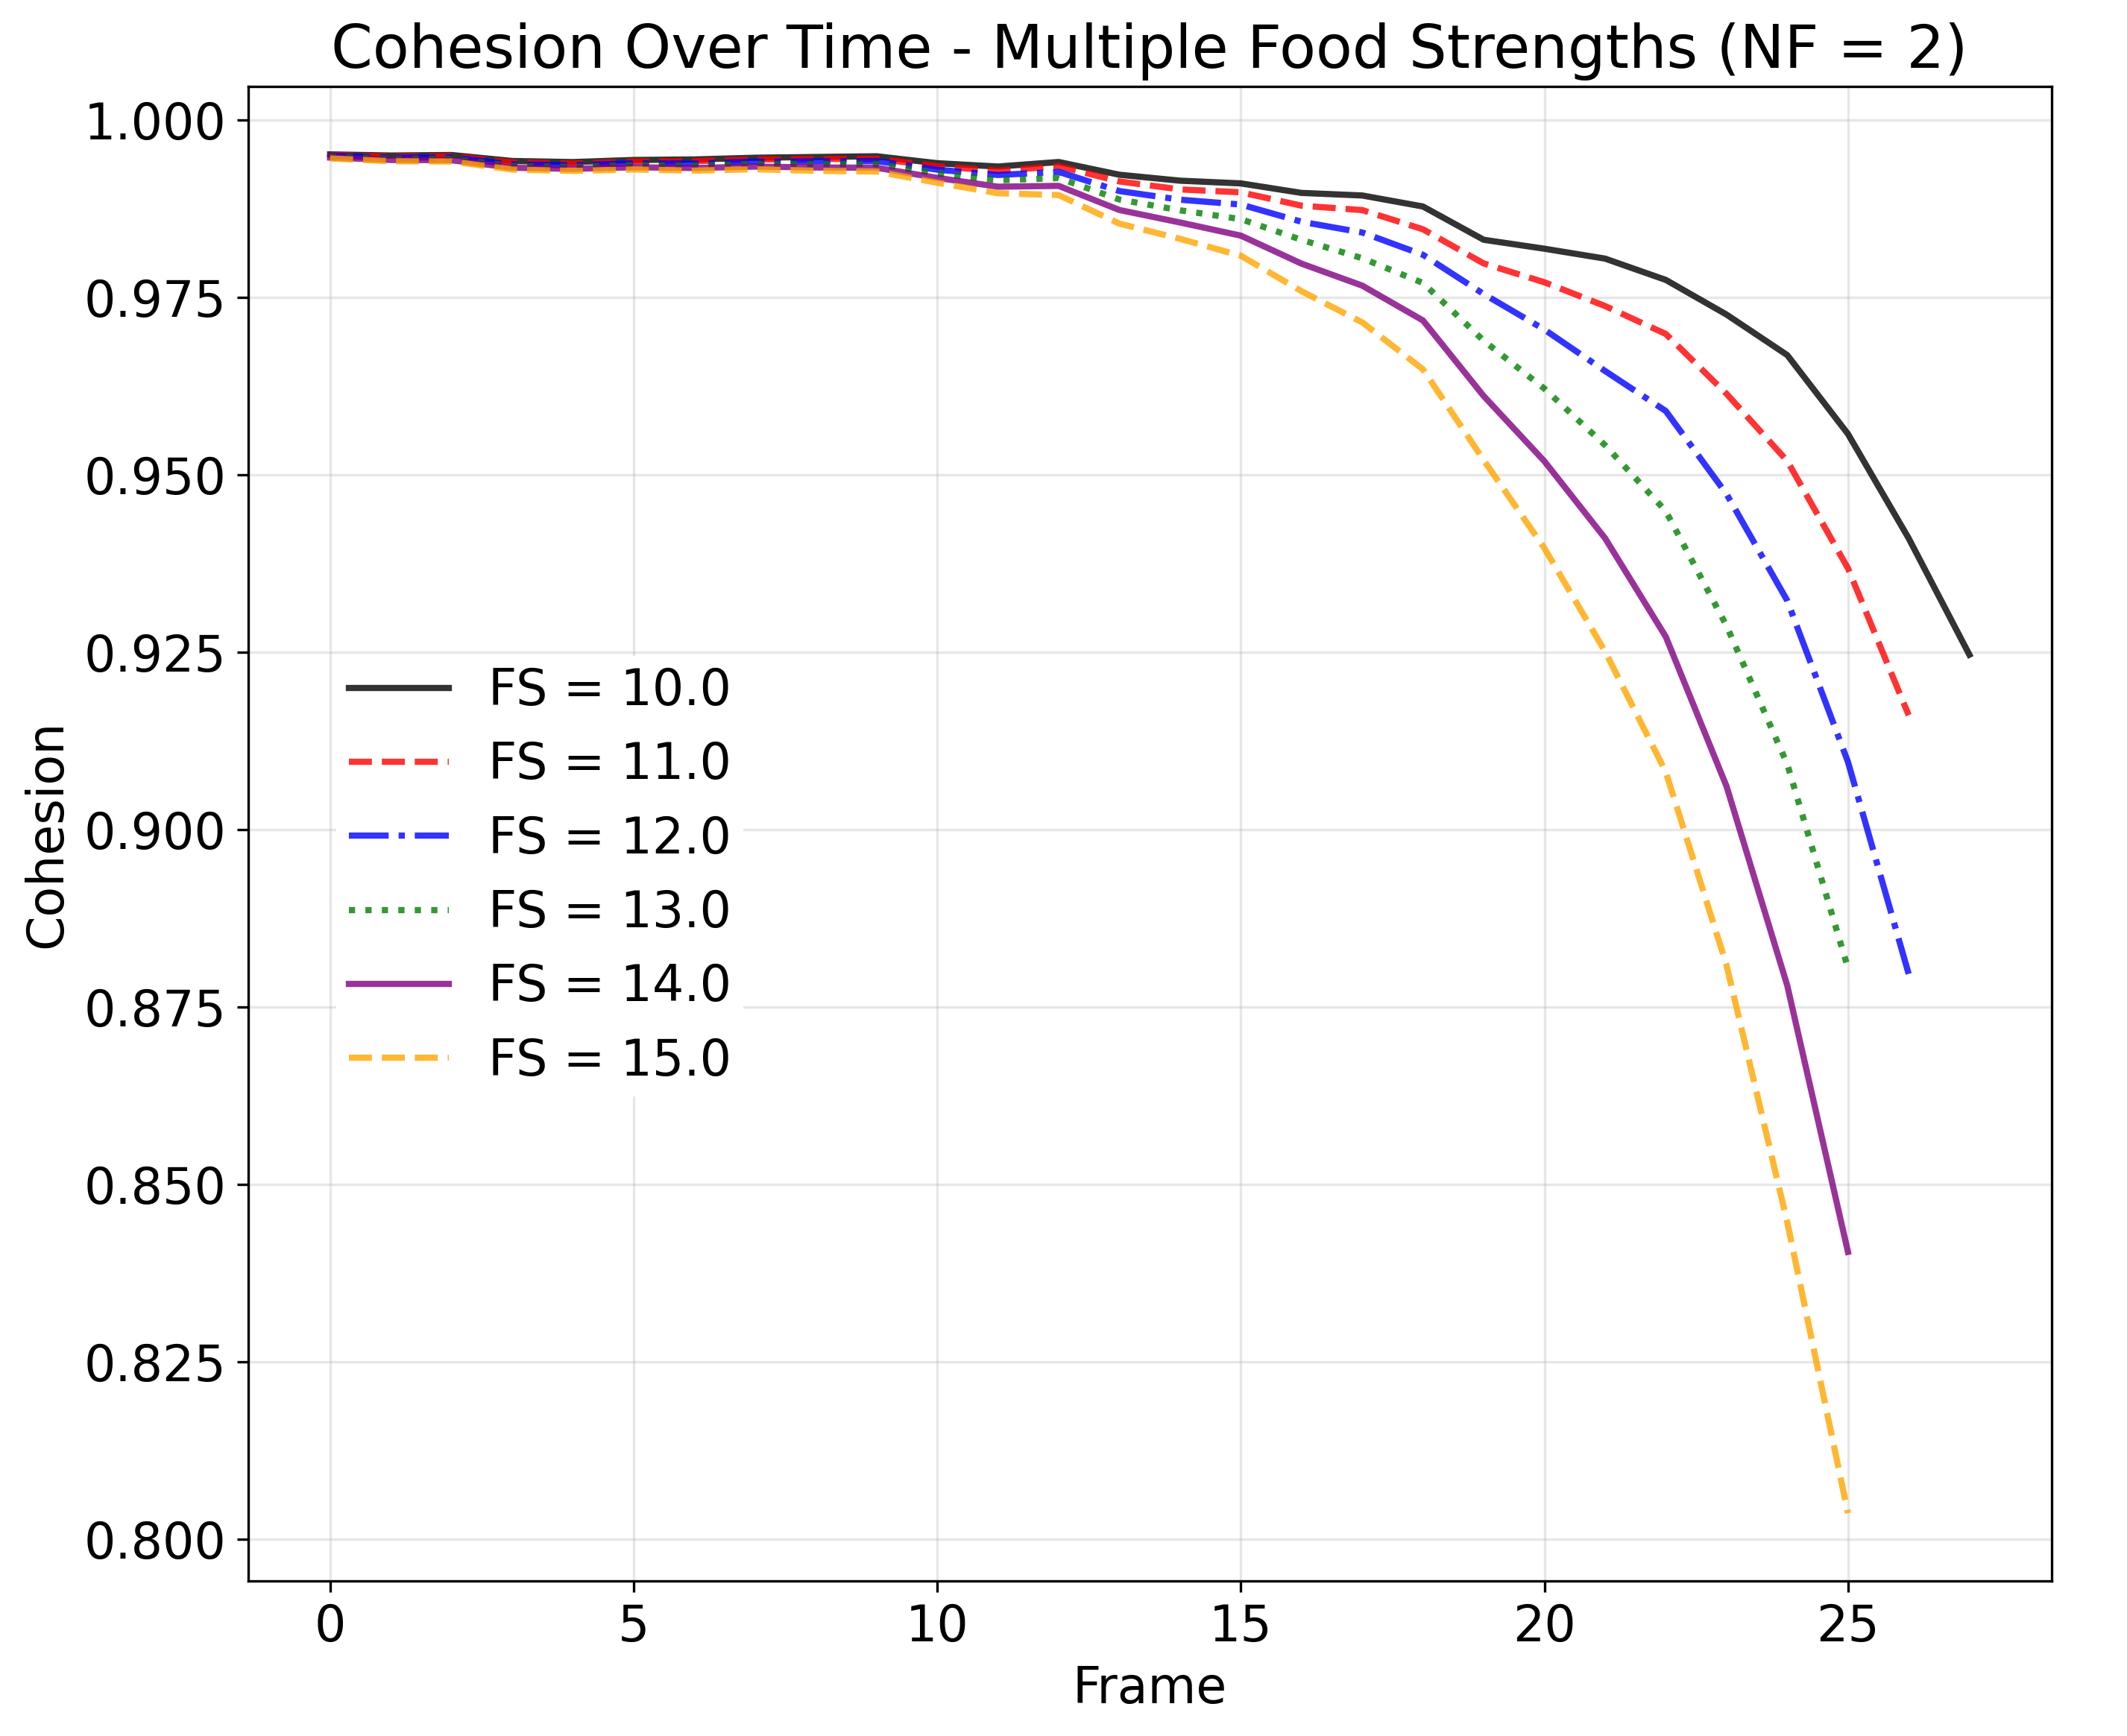 Cohesion Over Time - Multiple Food Strengths (NF = 2)
1.000
0.975
0.950
0.925
0.900
0.875
0.850
0.825
0.800
Cohesion
FS = 10.0
FS = 11.0
FS = 12.0
FS = 13.0
FS = 14.0
FS = 15.0
0 5 10 15 20 25
Frame